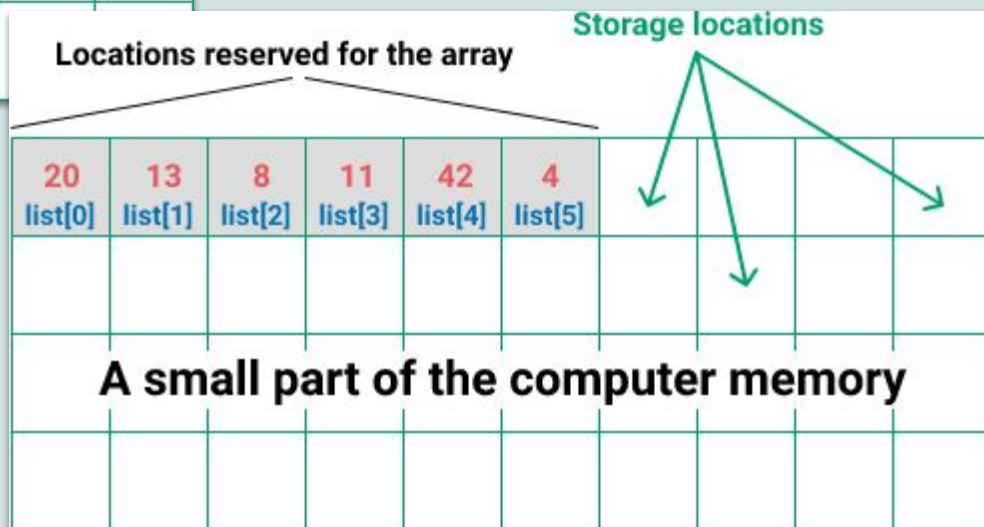 Storage locations
Locations reserved for the array
20 13 8 11 42 4
list[0] list[1] list[2] list[3] list[4] list[5]
A small part of the computer memory